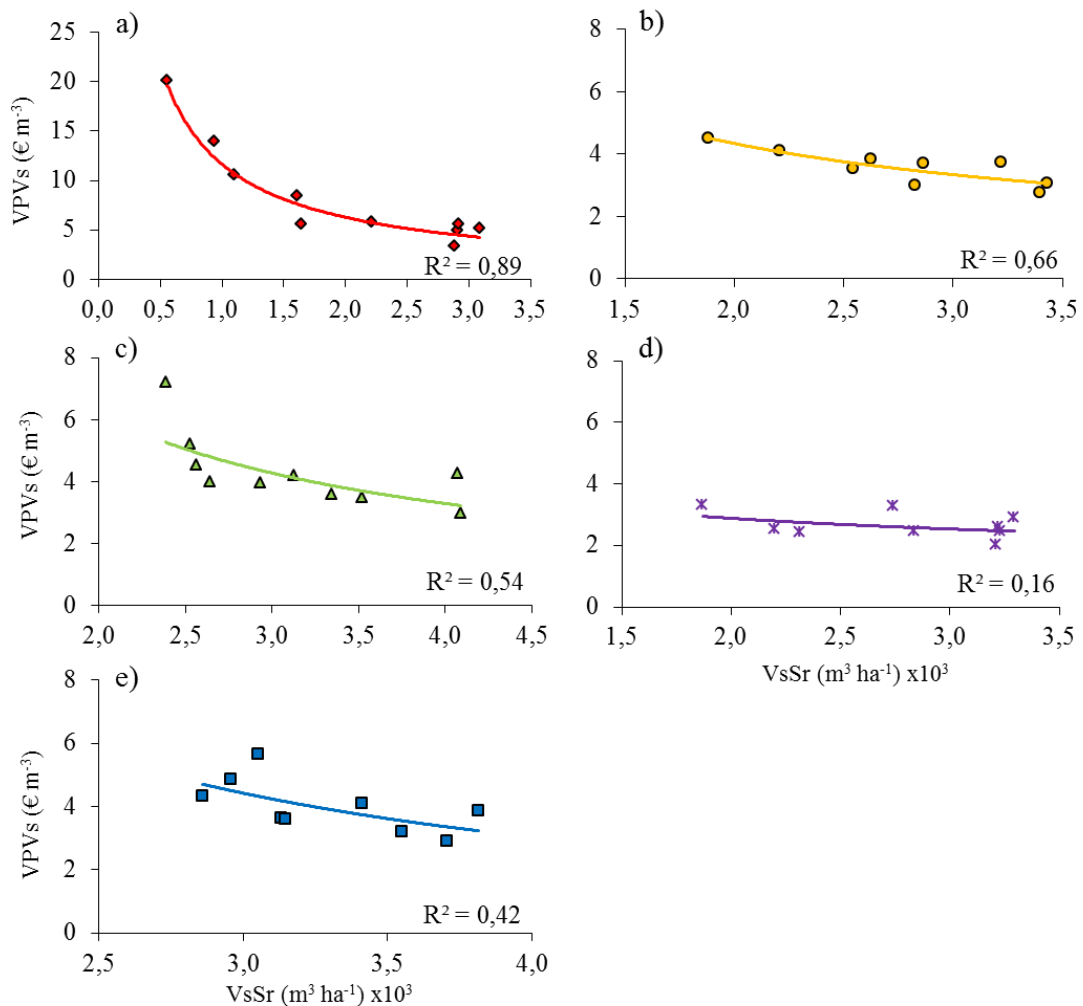 a)
VPVs (€ m-3)
25
20
15
10
5
0
0,0 0,5 1,0 1,5 2,0 2,5 3,0 3,5
R² = 0,89
b)
8
6
4
2
0
1,5 2,0 2,5 3,0 3,5
R² = 0,66
c)
VPVs (€ m-3)
8
6
4
2
0
2,0 2,5 3,0 3,5 4,0 4,5
R² = 0,54
d)
8
6
4
2
0
1,5 2,0 2,5 3,0 3,5
R² = 0,16
VsSr (m³ ha-1) x10³
e)
VPVs (€ m-3)
8
6
4
2
0
2,5 3,0 3,5 4,0
R² = 0,42
VsSr (m³ ha-1) x10³